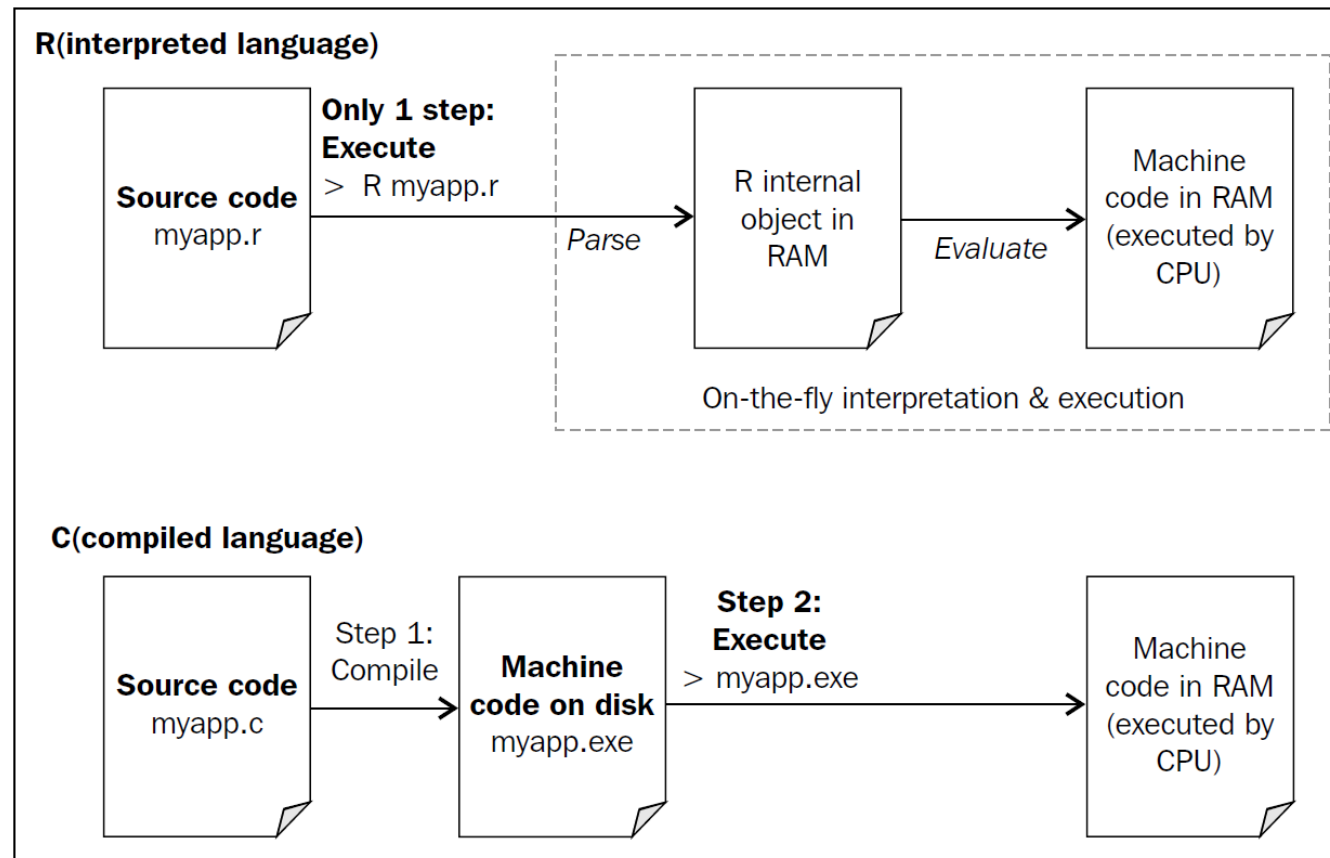 R(interpreted language)
Source code
myapp.r
Only 1 step:
Execute
> R myapp.r
Parse
R internal
object in
RAM
Evaluate
Machine
code in RAM
(executed by
CPU)
On-the-fly interpretation & execution
C(compiled language)
Source code
myapp.c
Step 1:
Compile
Machine
code on disk
myapp.exe
Step 2:
Execute
> myapp.exe
Machine
code in RAM
(executed by
CPU)